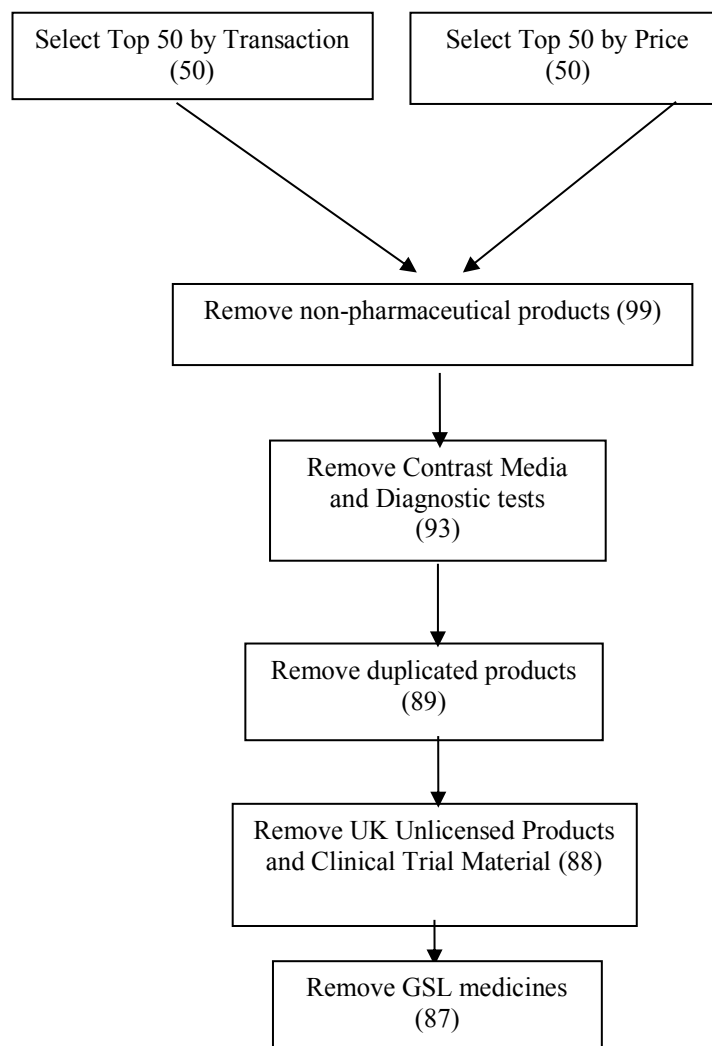 Select Top 50 by Transaction
(50)
Select Top 50 by Price
(50)
Remove non-pharmaceutical products (99)
Remove Contrast Media
and Diagnostic tests
(93)
Remove duplicated products
(89)
Remove UK Unlicensed Products
and Clinical Trial Material (88)
Remove GSL medicines
(87)